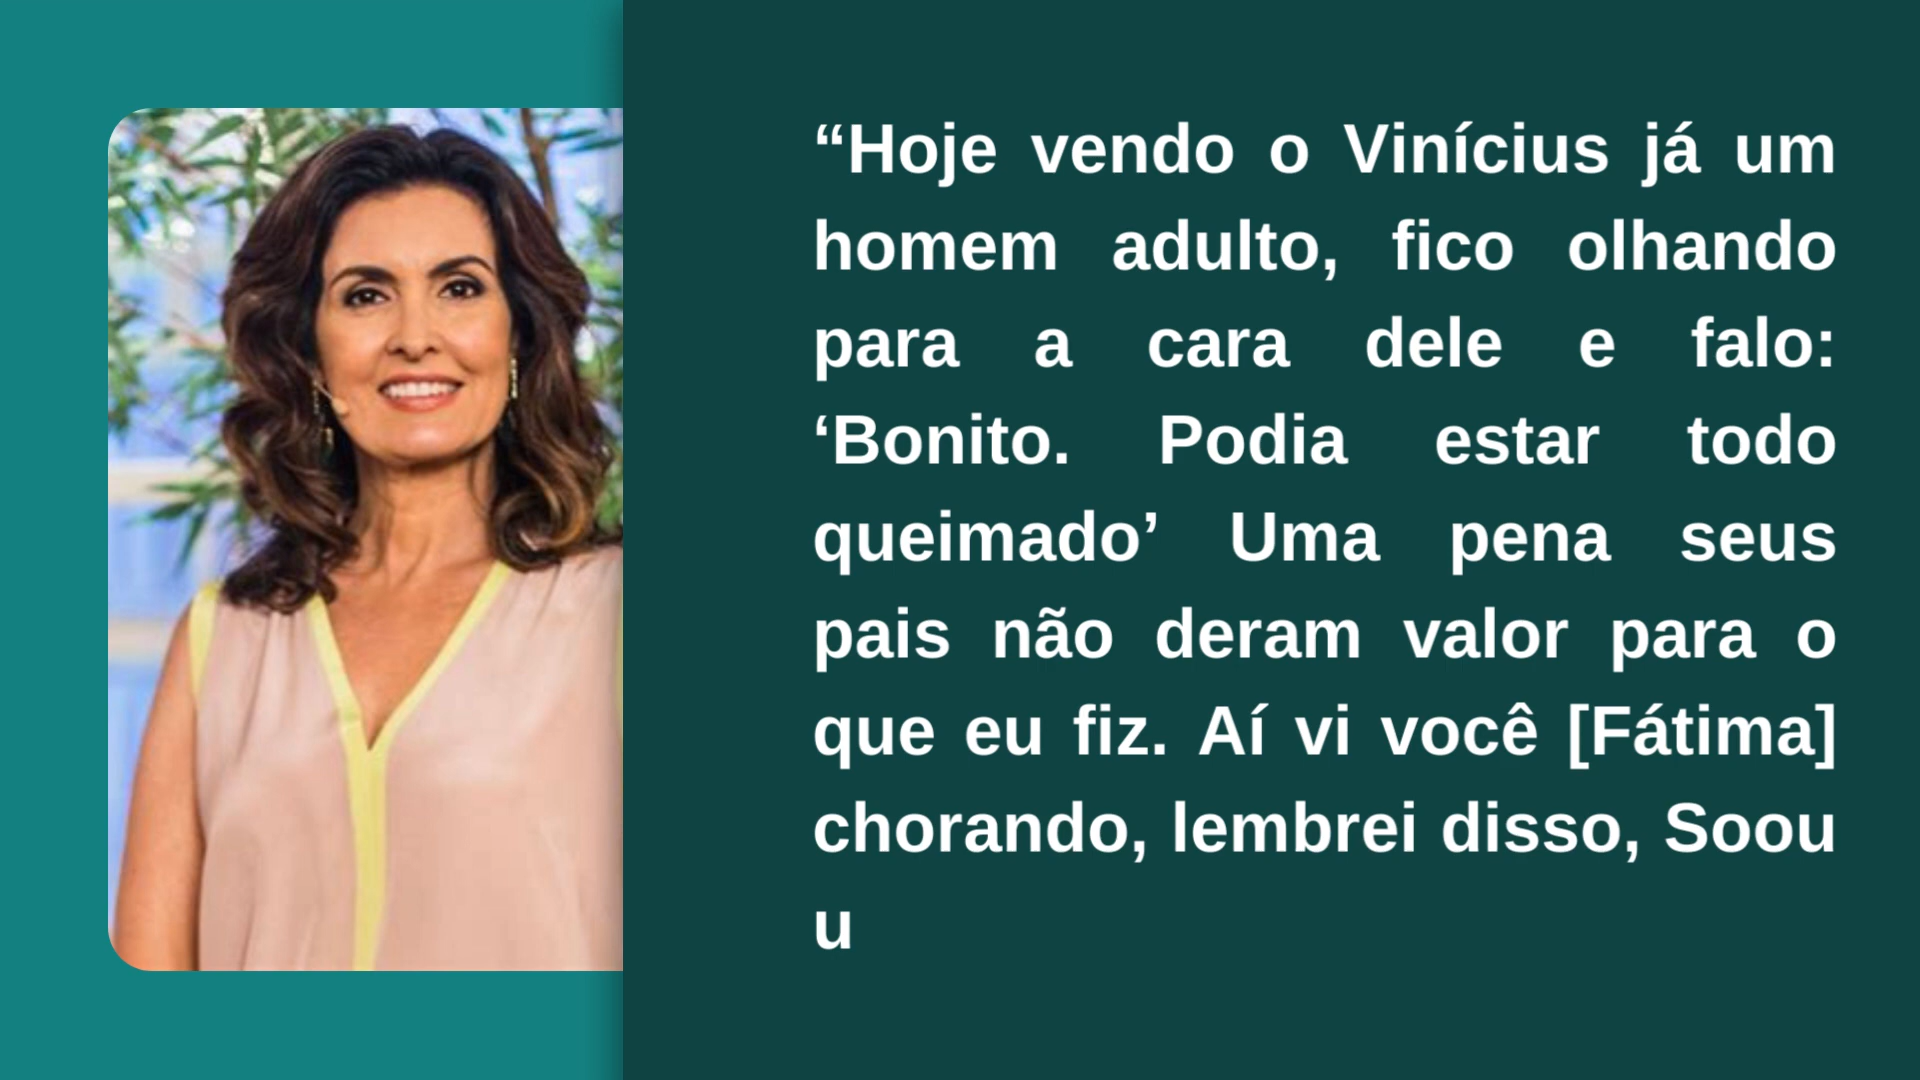 “Hoje vendo o Vinícius já um
homem adulto, fico olhando
para a cara dele e falo:
‘Bonito. Podia estar todo
queimado’ Uma pena seus
pais não deram valor para o
que eu fiz. Aí vi você [Fátima]
chorando, lembrei disso, Soou
u